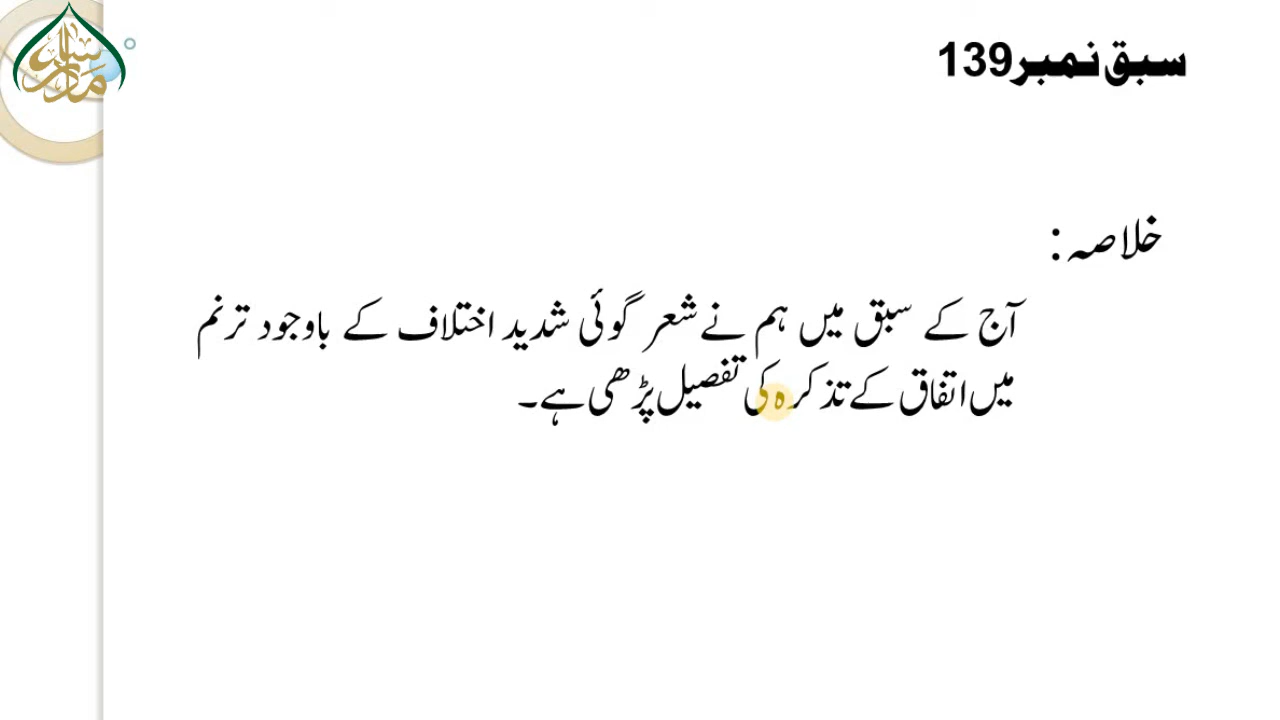 سبق نمبر139
خلاصہ:
آج کے سبق میں ہم نے شعر گوئی شدید اختلاف کے باوجود ترنم
میں اتفاق کے تذکرہ کی تفصیل پڑھی ہے۔